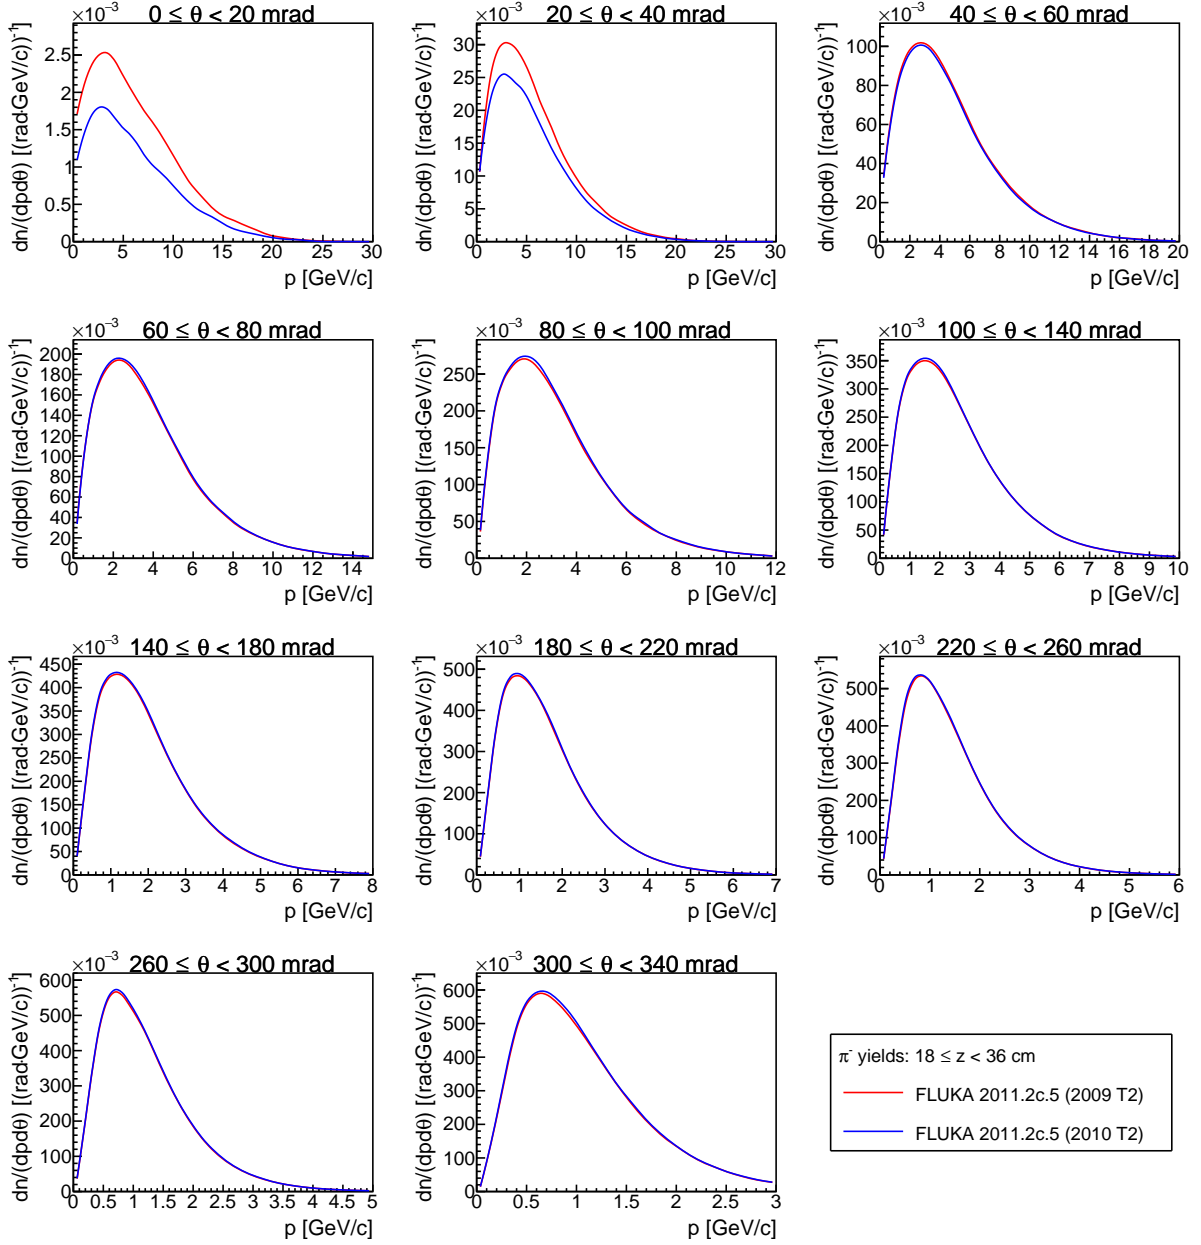 0 ≤ θ < 20 mrad
×10⁻³
dn/(dpdθ) [(rad·GeV/c))⁻¹]
2.5
2
1.5
1
0.5
0
0 5 10 15 20 25 30
p [GeV/c]
20 ≤ θ < 40 mrad
×10⁻³
dn/(dpdθ) [(rad·GeV/c))⁻¹]
30
25
20
15
10
5
0
0 5 10 15 20 25 30
p [GeV/c]
40 ≤ θ < 60 mrad
×10⁻³
dn/(dpdθ) [(rad·GeV/c))⁻¹]
100
80
60
40
20
0
0 2 4 6 8 10 12 14 16 18 20
p [GeV/c]
60 ≤ θ < 80 mrad
×10⁻³
dn/(dpdθ) [(rad·GeV/c))⁻¹]
200
180
160
140
120
100
80
60
40
20
0
0 2 4 6 8 10 12 14
p [GeV/c]
80 ≤ θ < 100 mrad
×10⁻³
dn/(dpdθ) [(rad·GeV/c))⁻¹]
250
200
150
100
50
0
0 2 4 6 8 10 12
p [GeV/c]
100 ≤ θ < 140 mrad
×10⁻³
dn/(dpdθ) [(rad·GeV/c))⁻¹]
350
300
250
200
150
100
50
0
0 1 2 3 4 5 6 7 8 9 10
p [GeV/c]
140 ≤ θ < 180 mrad
×10⁻³
dn/(dpdθ) [(rad·GeV/c))⁻¹]
450
400
350
300
250
200
150
100
50
0
0 1 2 3 4 5 6 7 8
p [GeV/c]
180 ≤ θ < 220 mrad
×10⁻³
dn/(dpdθ) [(rad·GeV/c))⁻¹]
500
400
300
200
100
0
0 1 2 3 4 5 6 7
p [GeV/c]
220 ≤ θ < 260 mrad
×10⁻³
dn/(dpdθ) [(rad·GeV/c))⁻¹]
500
400
300
200
100
0
0 1 2 3 4 5 6
p [GeV/c]
260 ≤ θ < 300 mrad
×10⁻³
dn/(dpdθ) [(rad·GeV/c))⁻¹]
600
500
400
300
200
100
0
0 0.5 1 1.5 2 2.5 3 3.5 4 4.5 5
p [GeV/c]
300 ≤ θ < 340 mrad
×10⁻³
dn/(dpdθ) [(rad·GeV/c))⁻¹]
600
500
400
300
200
100
0
0 0.5 1 1.5 2 2.5 3
p [GeV/c]
π⁻ yields: 18 ≤ z < 36 cm
FLUKA 2011.2c.5 (2009 T2)
FLUKA 2011.2c.5 (2010 T2)